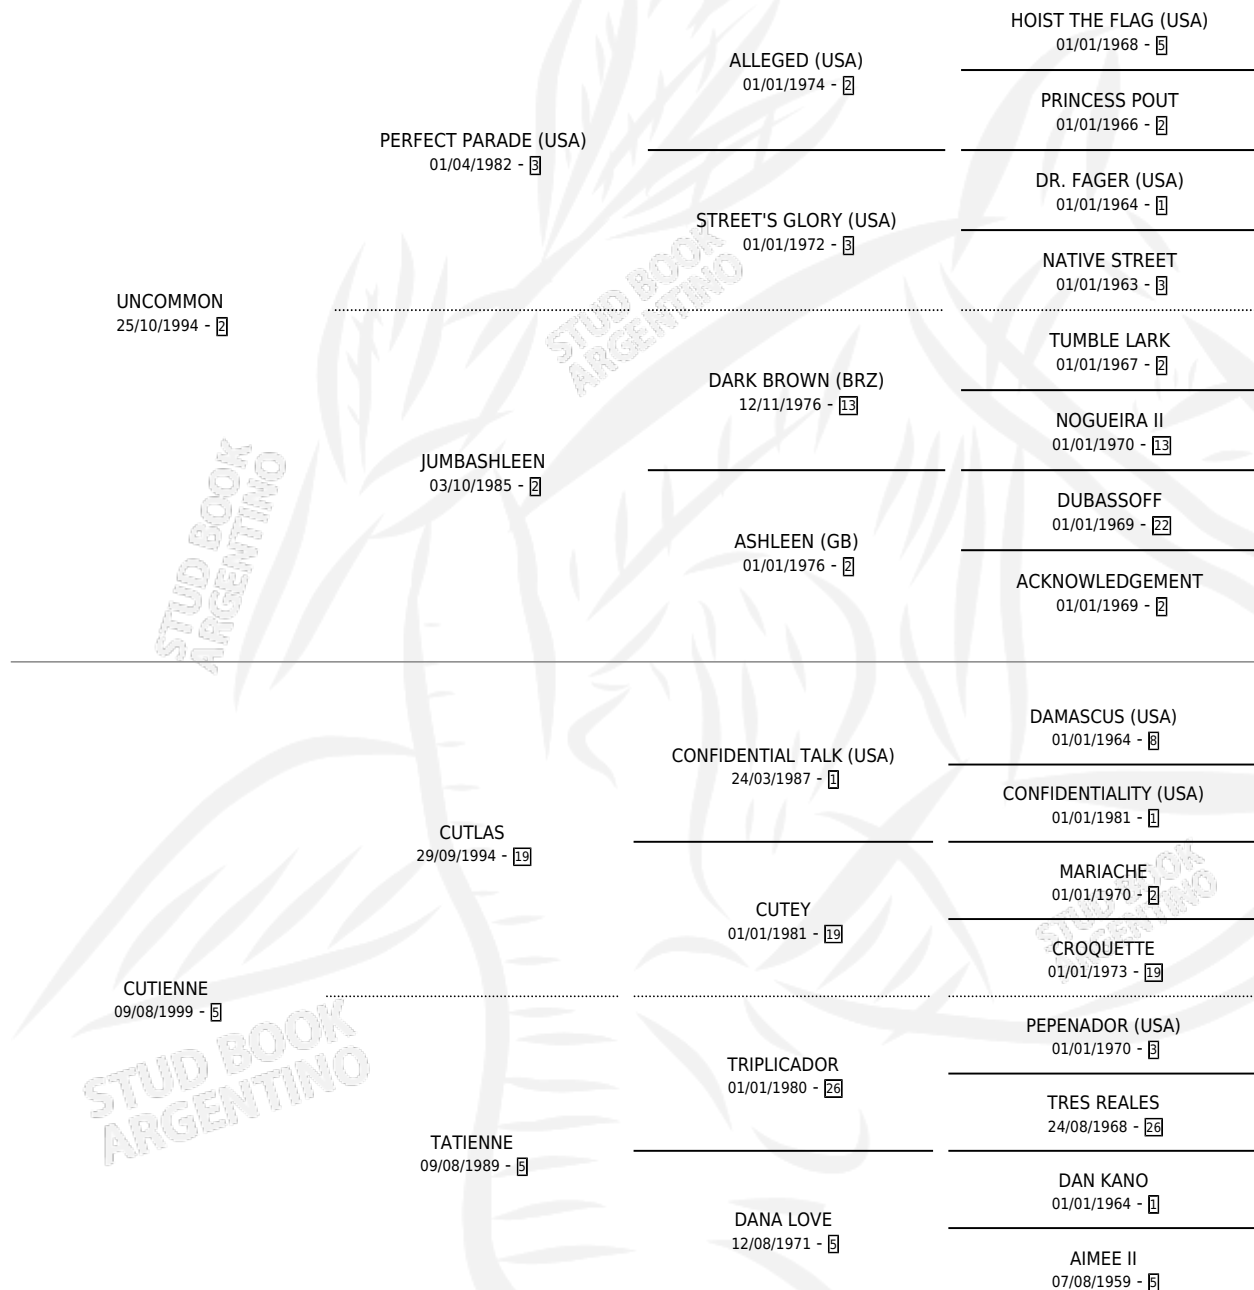 HOIST THE FLAG (USA)
01/01/1968 - 5
ALLEGED (USA)
01/01/1974 - 2
PRINCESS POUT
01/01/1966 - 2
PERFECT PARADE (USA)
01/04/1982 - 3
DR. FAGER (USA)
01/01/1964 - 1
STREET'S GLORY (USA)
01/01/1972 - 3
NATIVE STREET
01/01/1963 - 3
UNCOMMON
25/10/1994 - 2
TUMBLE LARK
01/01/1967 - 2
DARK BROWN (BRZ)
12/11/1976 - 13
NOGUEIRA II
01/01/1970 - 13
JUMBASHLEEN
03/10/1985 - 2
DUBASSOFF
01/01/1969 - 22
ASHLEEN (GB)
01/01/1976 - 2
ACKNOWLEDGEMENT
01/01/1969 - 2
STUD BOOK
ARGENTINO
STUD BOOK
ARGENTINO
DAMASCUS (USA)
01/01/1964 - 8
CONFIDENTIAL TALK (USA)
24/03/1987 - 1
CONFIDENTIALITY (USA)
01/01/1981 - 1
CUTLAS
29/09/1994 - 19
MARIACHE
01/01/1970 - 2
CUTEY
01/01/1981 - 19
CROQUETTE
01/01/1973 - 19
CUTIENNE
09/08/1999 - 5
PEPENADOR (USA)
01/01/1970 - 3
TRIPLICADOR
01/01/1980 - 26
TRES REALES
24/08/1968 - 26
TATIENNE
09/08/1989 - 5
DAN KANO
01/01/1964 - 1
DANA LOVE
12/08/1971 - 5
AIMEE II
07/08/1959 - 5
STUD BOOK
ARGENTINO
STUD BOOK
ARGENTINO